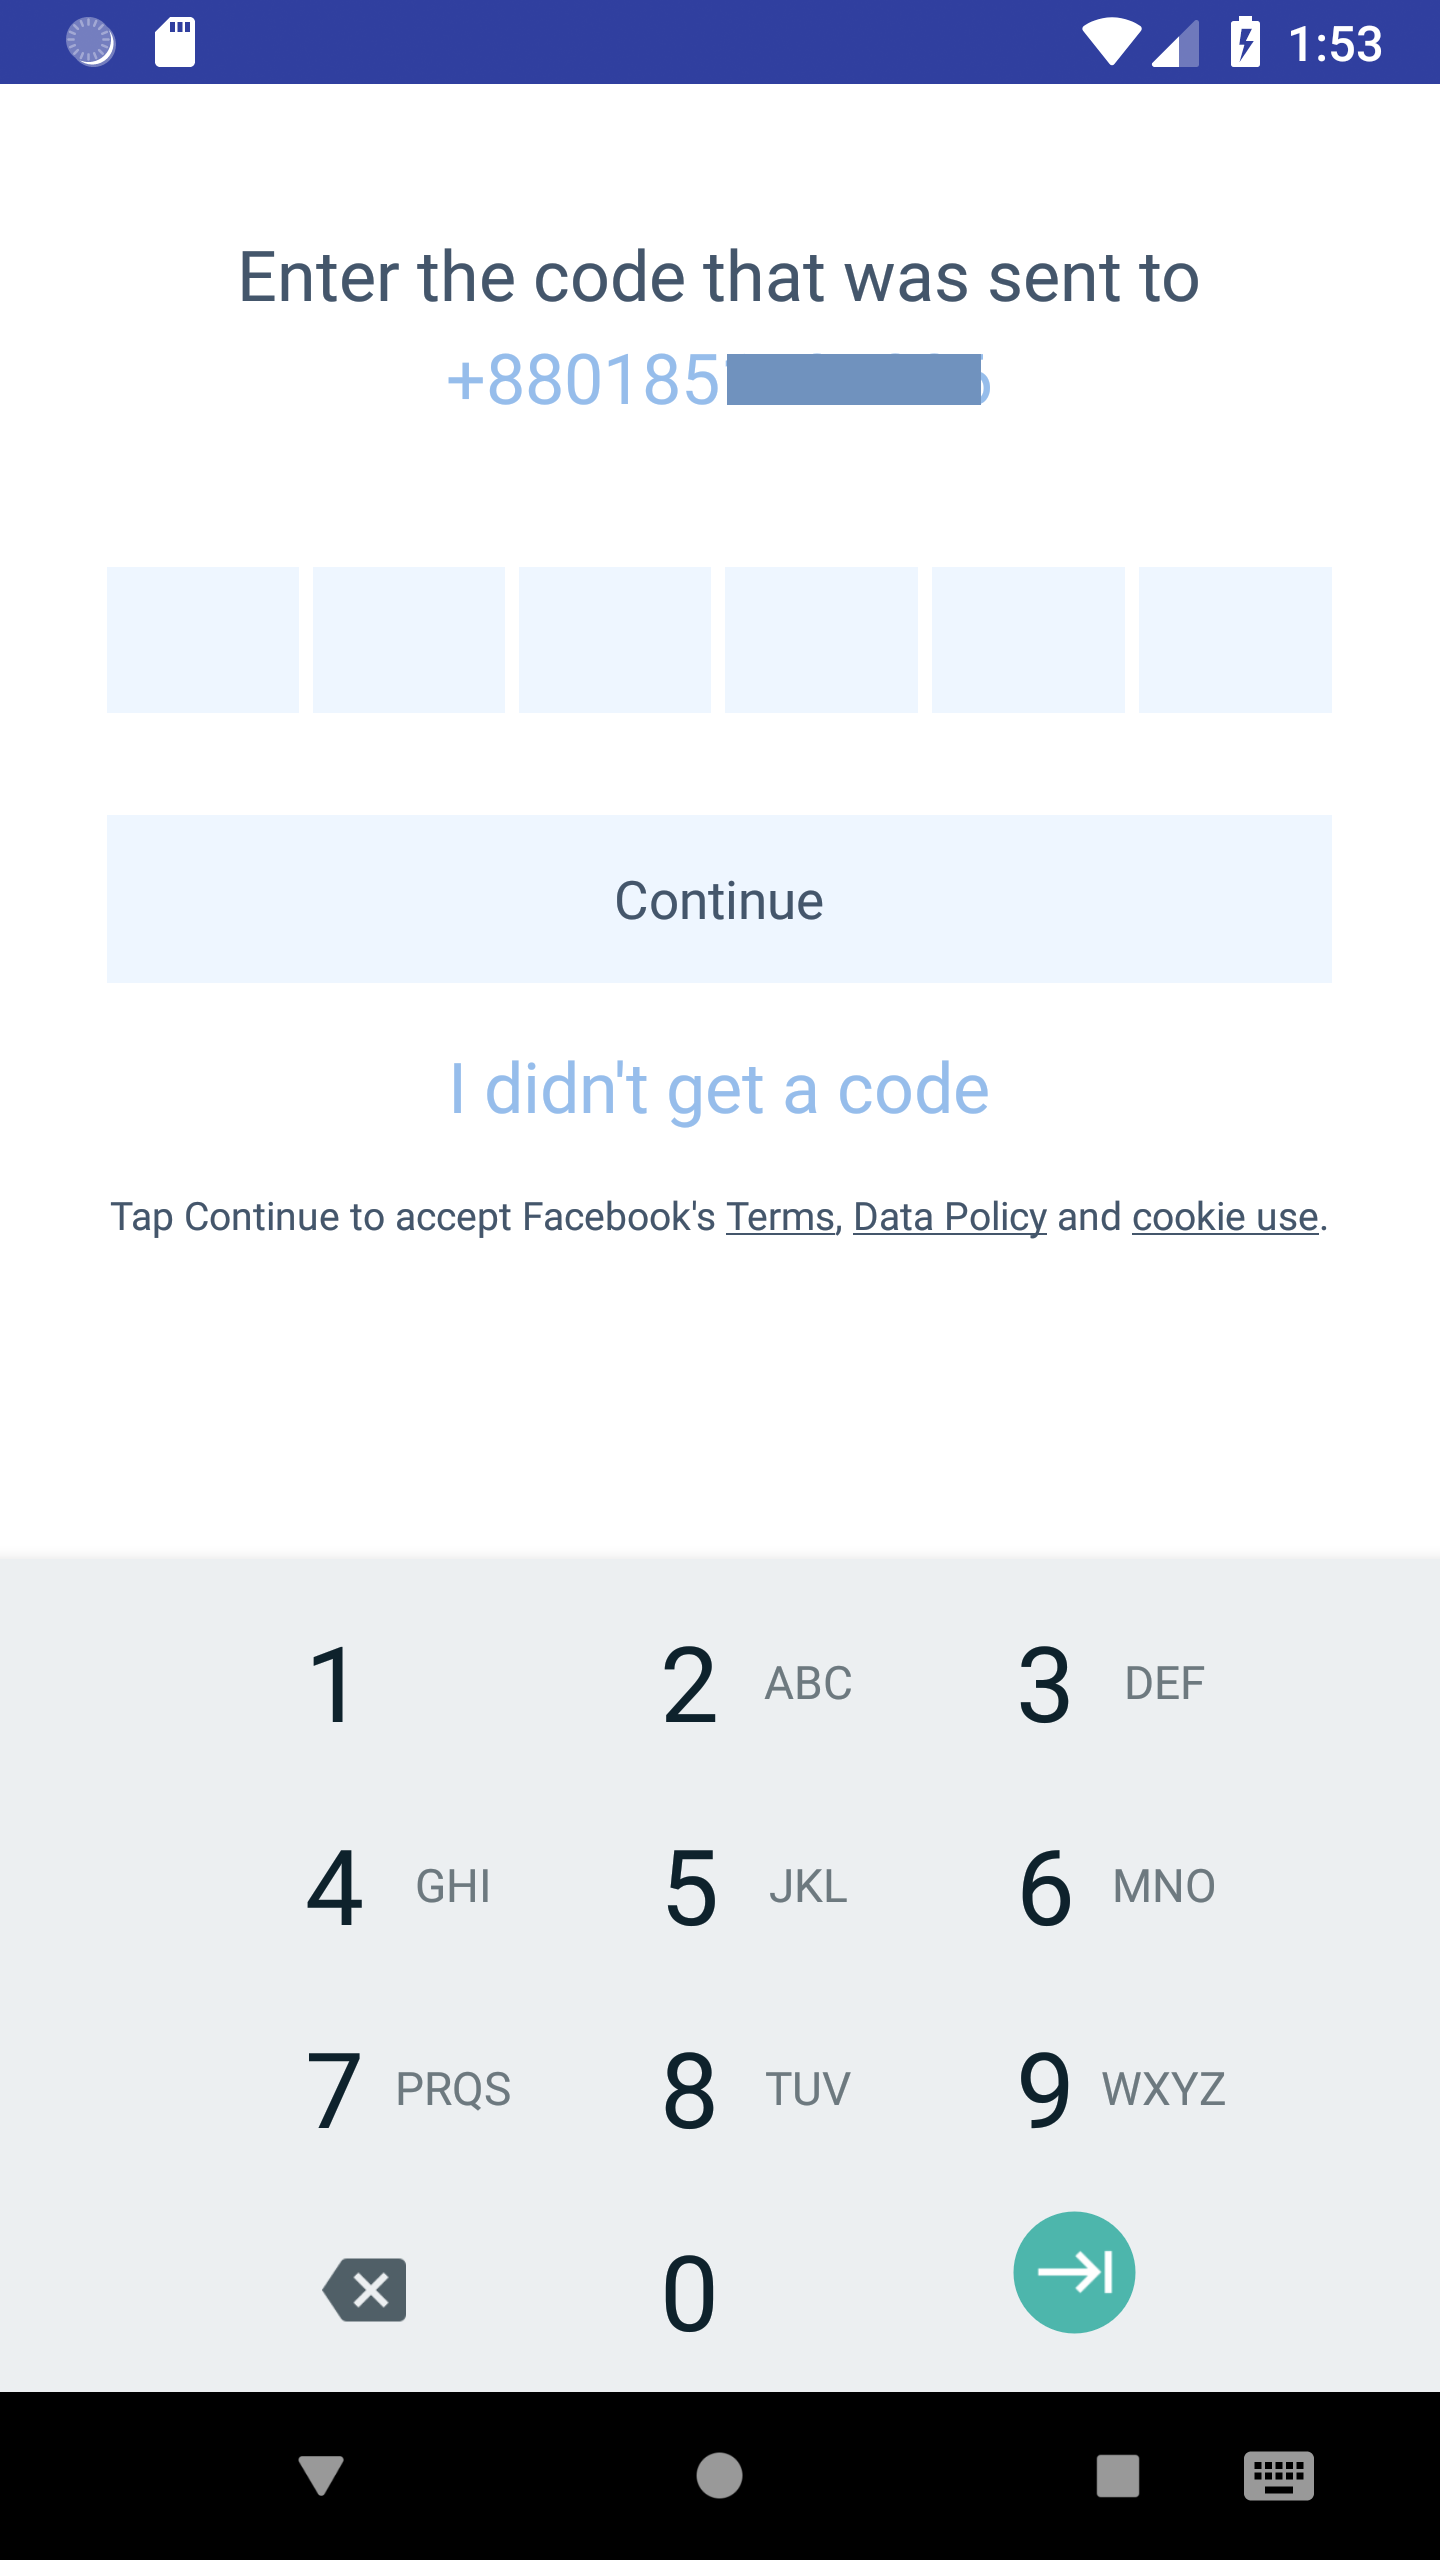 1:53
Enter the code that was sent to
+880185
Continue
I didn't get a code
Tap Continue to accept Facebook's Terms, Data Policy and cookie use.
1
2 ABC
3 DEF
4 GHI
5 JKL
6 MNO
7 PRQS
8 TUV
9 WXYZ
0